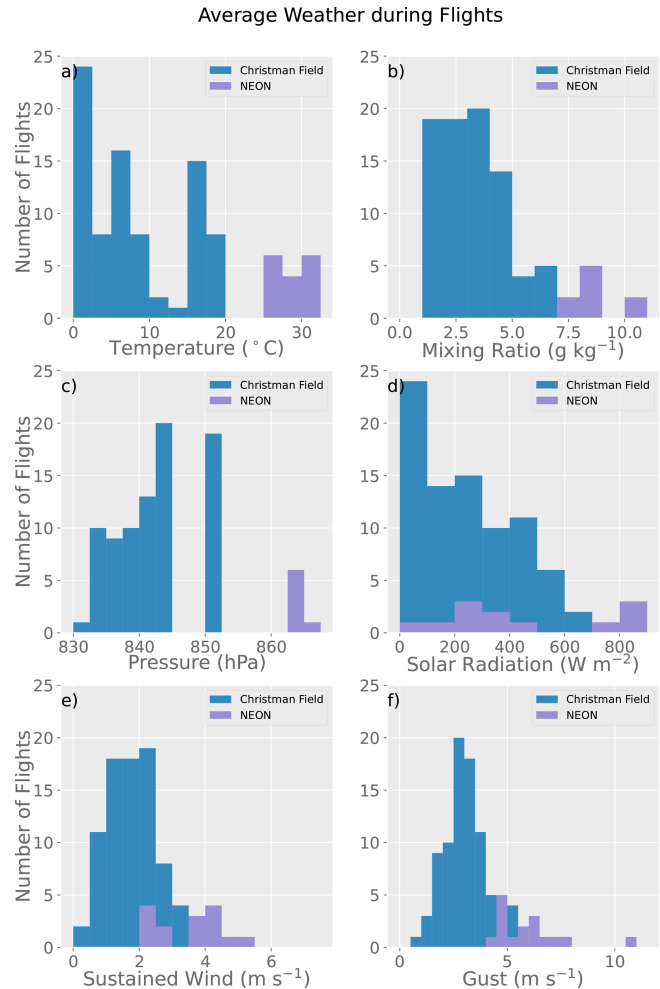 Average Weather during Flights
a)
Christman Field
NEON
25
20
15
10
5
0
Number of Flights
0 10 20 30
Temperature (°C)
b)
Christman Field
NEON
25
20
15
10
5
0
0.0 2.5 5.0 7.5 10.0
Mixing Ratio (g kg⁻¹)
c)
Christman Field
NEON
25
20
15
10
5
0
Number of Flights
830 840 850 860
Pressure (hPa)
d)
Christman Field
NEON
25
20
15
10
5
0
0 200 400 600 800
Solar Radiation (W m⁻²)
e)
Christman Field
NEON
25
20
15
10
5
0
Number of Flights
0 2 4 6
Sustained Wind (m s⁻¹)
f)
Christman Field
NEON
25
20
15
10
5
0
0 5 10
Gust (m s⁻¹)